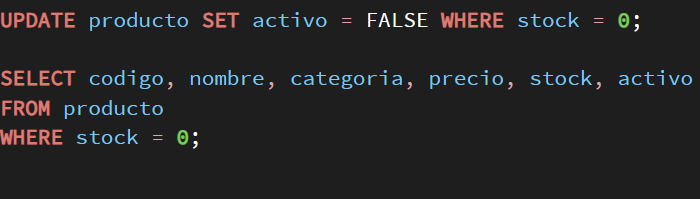 UPDATE producto SET activo = FALSE WHERE stock = 0;
SELECT codigo, nombre, categoria, precio, stock, activo
FROM producto
WHERE stock = 0;